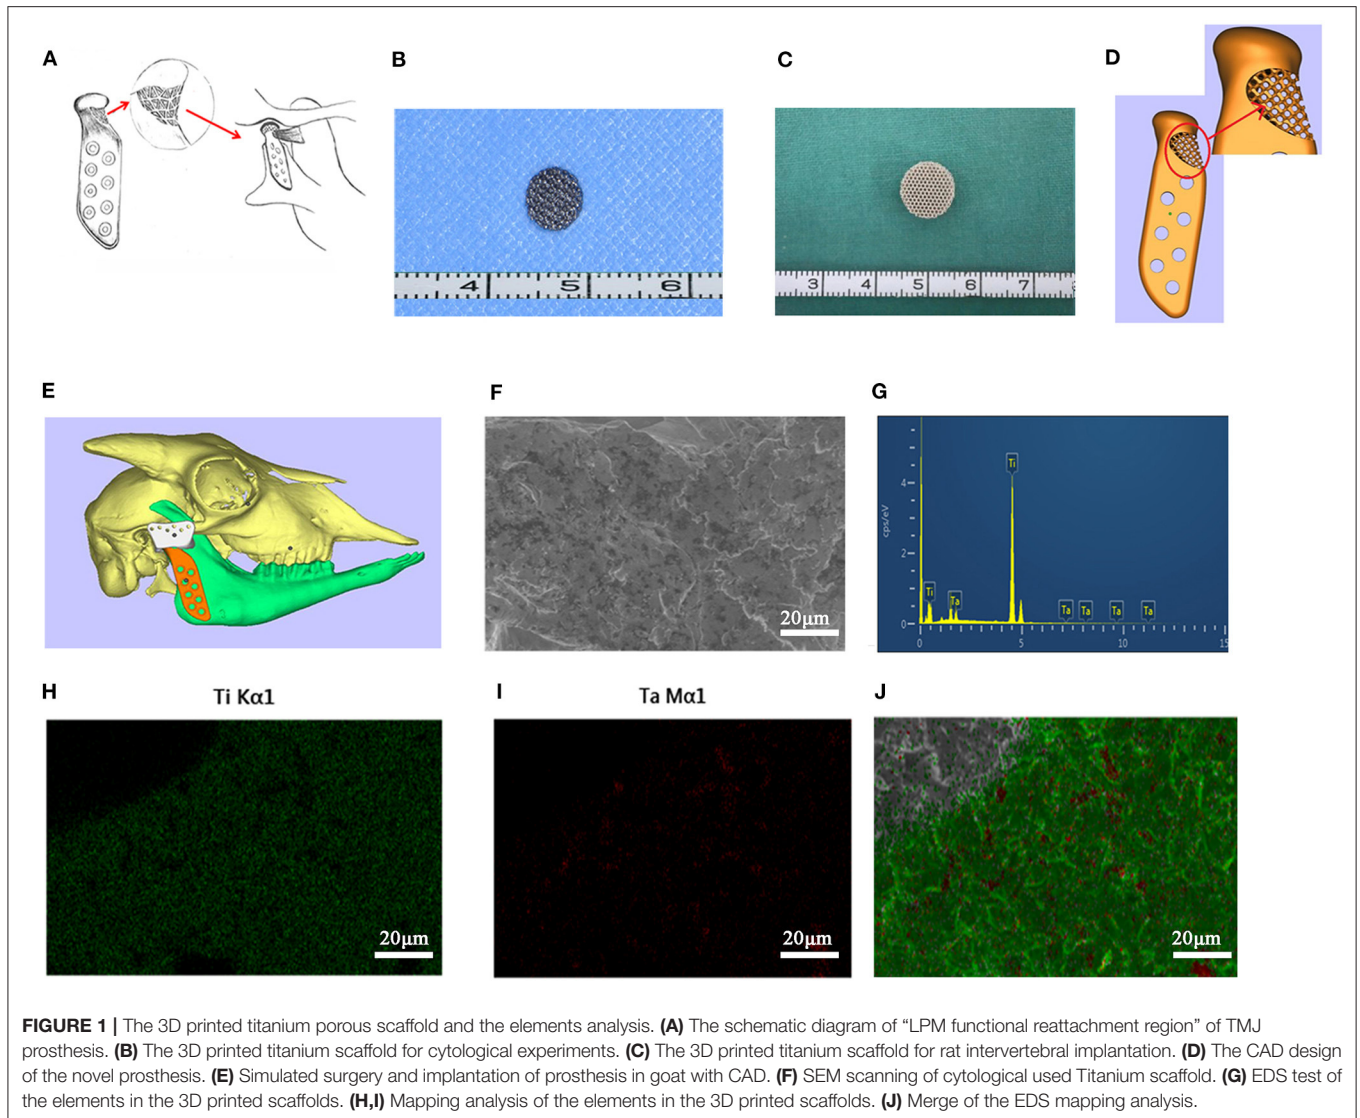 A
B
C
D
4 5 6
3 4 5 6 7
E
F
G
20μm
cps/eV
4
2
0
Ti
Ti
Ta
Ta
Ta
Ta
Ta
0 5 10 15
H
Ti Kα1
I
Ta Mα1
J
20μm
20μm
20μm
FIGURE 1 | The 3D printed titanium porous scaffold and the elements analysis. (A) The schematic diagram of “LPM functional reattachment region” of TMJ
prosthesis. (B) The 3D printed titanium scaffold for cytological experiments. (C) The 3D printed titanium scaffold for rat intervertebral implantation. (D) The CAD design
of the novel prosthesis. (E) Simulated surgery and implantation of prosthesis in goat with CAD. (F) SEM scanning of cytological used Titanium scaffold. (G) EDS test of
the elements in the 3D printed scaffolds. (H,I) Mapping analysis of the elements in the 3D printed scaffolds. (J) Merge of the EDS mapping analysis.